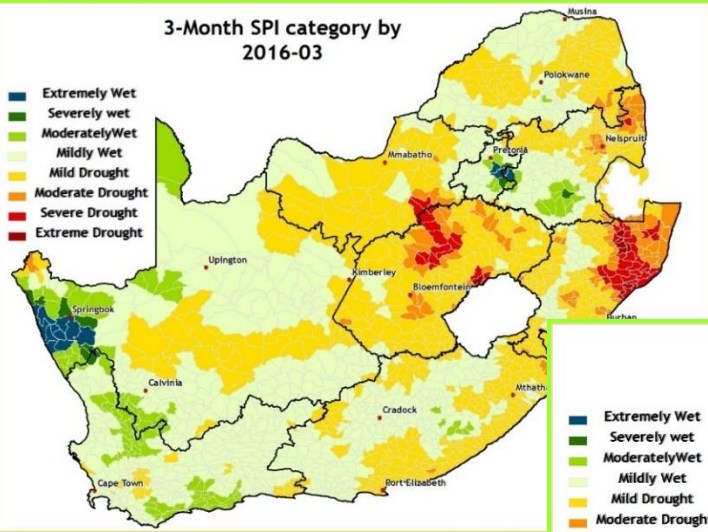 3-Month SPI category by
2016-03
Extremely Wet
Severely wet
ModeratelyWet
Mildly Wet
Mild Drought
Moderate Drought
Severe Drought
Extreme Drought
Musina
Polokwane
Nelspruit
Pretoria
Mmabatho
Upington
Kimberley
Bloemfontein
Springbok
Calvinia
Mthatha
Cradock
Cape Town
Port Elizabeth
Extremely Wet
Severely wet
ModeratelyWet
Mildly Wet
Mild Drought
Moderate Drought